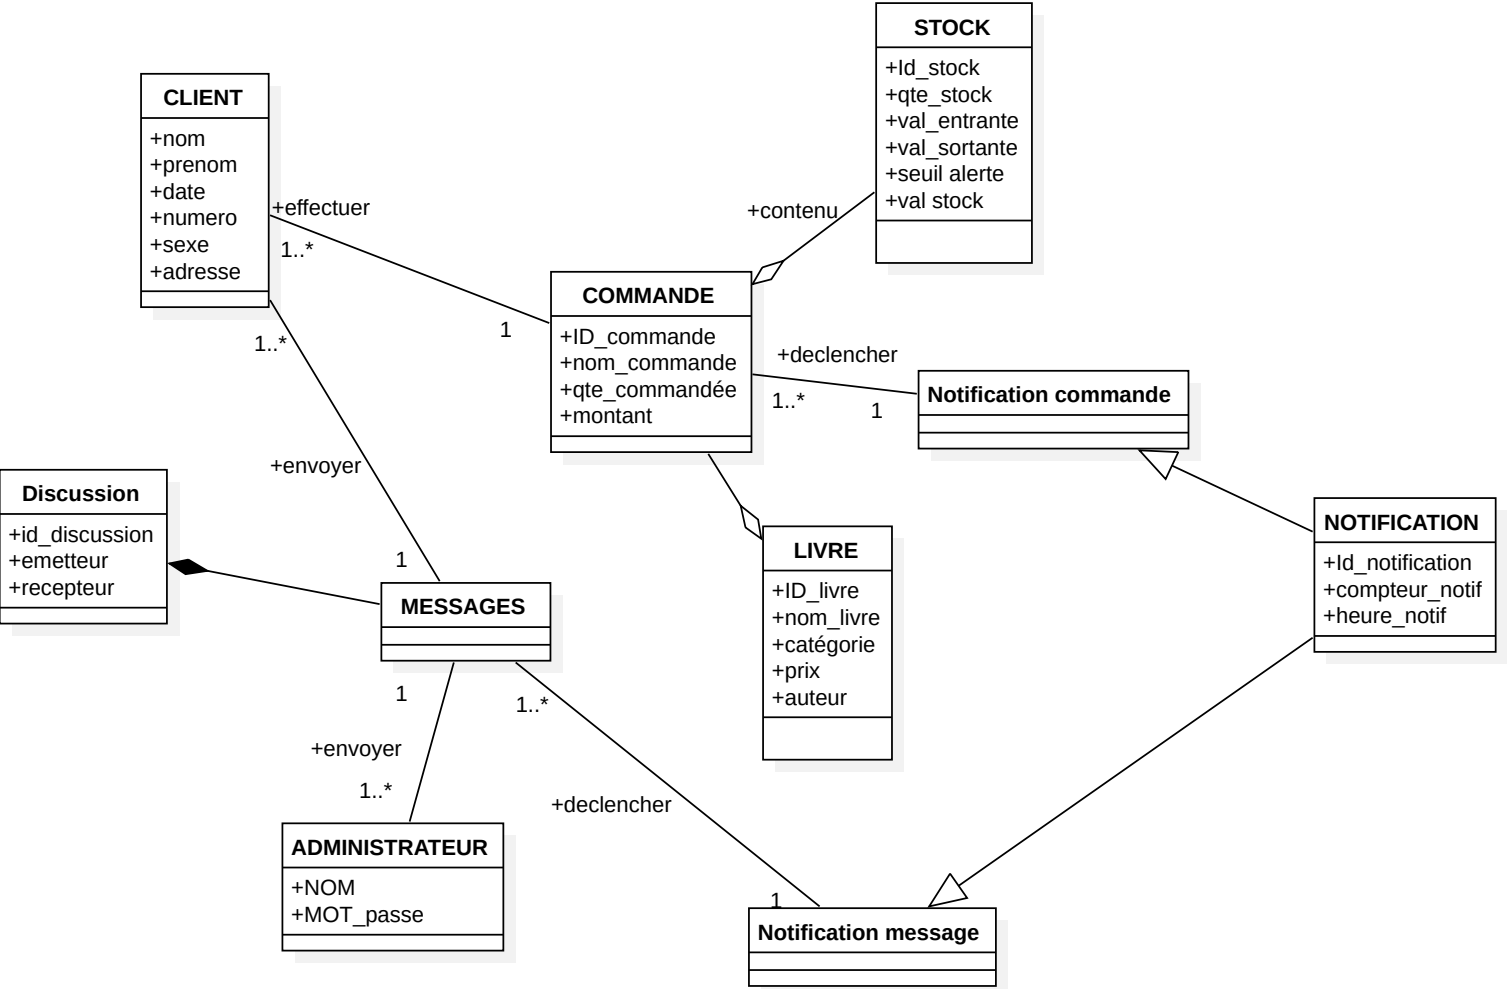 STOCK
+Id_stock
+qte_stock
+val_entrante
+val_sortante
+seuil alerte
+val stock
CLIENT
+nom
+prenom
+date
+numero
+sexe
+adresse
+effectuer
1..*
1
+contenu
COMMANDE
+ID_commande
+nom_commande
+qte_commandée
+montant
+declencher
1..*
1
Notification commande
1..*
+envoyer
1
Discussion
+id_discussion
+emetteur
+recepteur
MESSAGES
LIVRE
+ID_livre
+nom_livre
+catégorie
+prix
+auteur
NOTIFICATION
+Id_notification
+compteur_notif
+heure_notif
1
1..*
+envoyer
1..*
+declencher
1
ADMINISTRATEUR
+NOM
+MOT_passe
Notification message